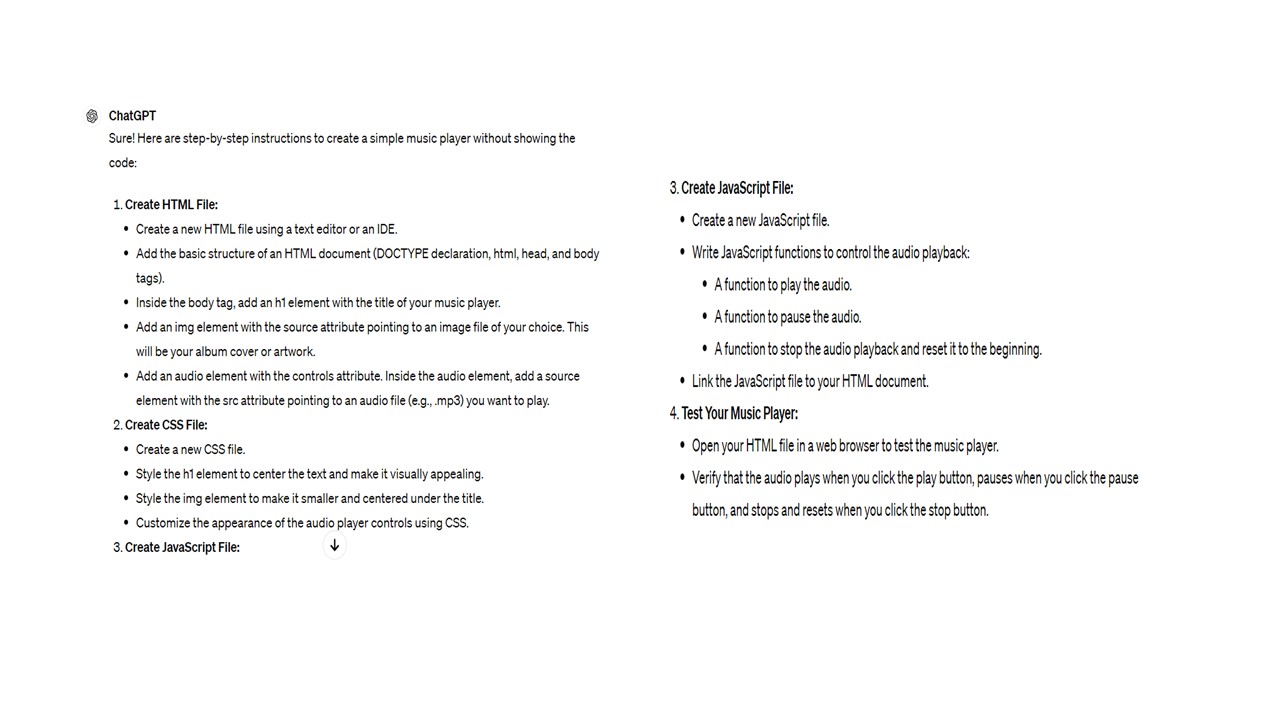 ChatGPT
Sure! Here are step-by-step instructions to create a simple music player without showing the
code:
1. Create HTML File:
• Create a new HTML file using a text editor or an IDE.
• Add the basic structure of an HTML document (DOCTYPE declaration, html, head, and body
tags).
• Inside the body tag, add an h1 element with the title of your music player.
• Add an img element with the source attribute pointing to an image file of your choice. This
will be your album cover or artwork.
• Add an audio element with the controls attribute. Inside the audio element, add a source
element with the src attribute pointing to an audio file (e.g., .mp3) you want to play.
2. Create CSS File:
• Create a new CSS file.
• Style the h1 element to center the text and make it visually appealing.
• Style the img element to make it smaller and centered under the title.
• Customize the appearance of the audio player controls using CSS.
3. Create JavaScript File:
3. Create JavaScript File:
• Create a new JavaScript file.
• Write JavaScript functions to control the audio playback:
• A function to play the audio.
• A function to pause the audio.
• A function to stop the audio playback and reset it to the beginning.
• Link the JavaScript file to your HTML document.
4. Test Your Music Player:
• Open your HTML file in a web browser to test the music player.
• Verify that the audio plays when you click the play button, pauses when you click the pause
button, and stops and resets when you click the stop button.